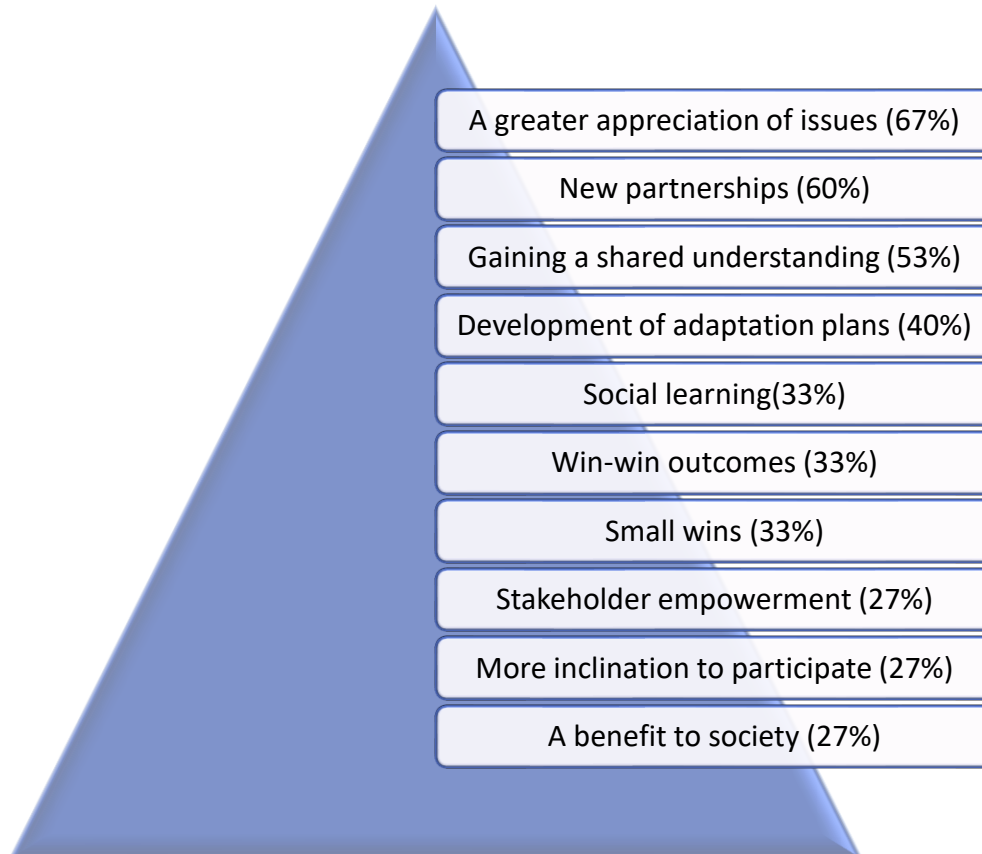 A greater appreciation of issues (67%)
New partnerships (60%)
Gaining a shared understanding (53%)
Development of adaptation plans (40%)
Social learning(33%)
Win-win outcomes (33%)
Small wins (33%)
Stakeholder empowerment (27%)
More inclination to participate (27%)
A benefit to society (27%)